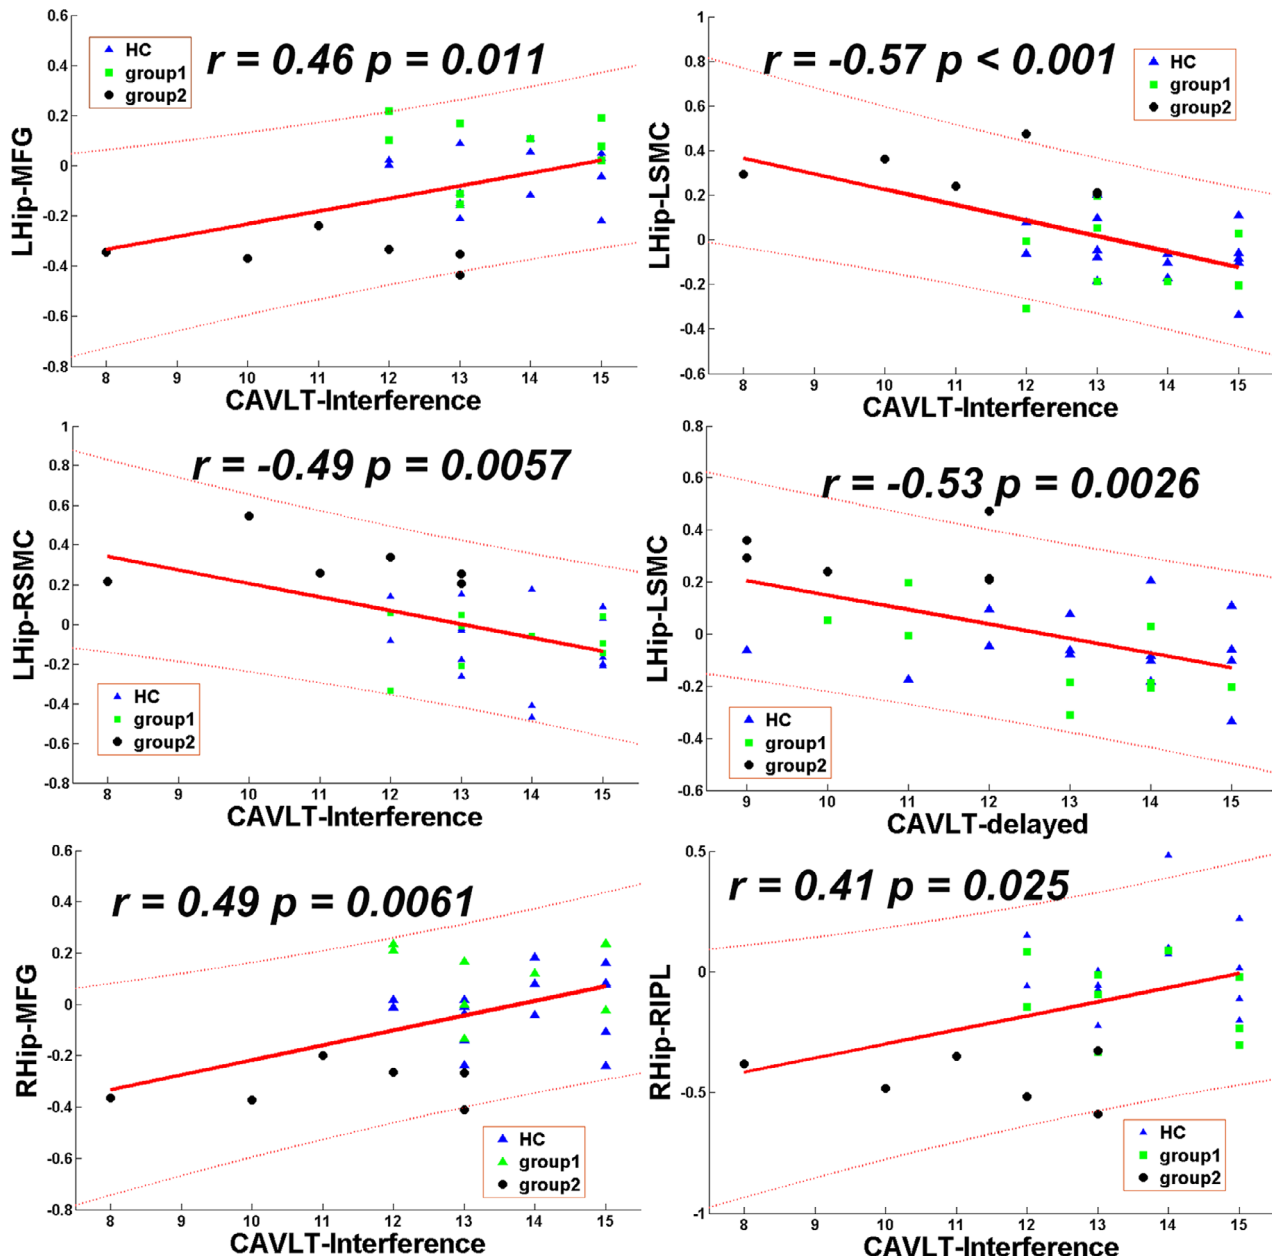 LHip-MFG
0.6
0.4
0.2
0
-0.2
-0.4
-0.6
-0.8
HC
group1
group2
r = 0.46 p = 0.011
8 9 10 11 12 13 14 15
CAVLT-Interference
LHip-LSMC
1
0.8
0.6
0.4
0.2
0
-0.2
-0.4
-0.6
r = -0.57 p < 0.001
HC
group1
group2
8 9 10 11 12 13 14 15
CAVLT-Interference
LHip-RSMC
1
0.8
0.6
0.4
0.2
0
-0.2
-0.4
-0.6
-0.8
r = -0.49 p = 0.0057
HC
group1
group2
8 9 10 11 12 13 14 15
CAVLT-Interference
LHip-LSMC
0.8
0.6
0.4
0.2
0
-0.2
-0.4
-0.6
r = -0.53 p = 0.0026
HC
group1
group2
9 10 11 12 13 14 15
CAVLT-delayed
RHip-MFG
0.6
0.4
0.2
0
-0.2
-0.4
-0.6
-0.8
r = 0.49 p = 0.0061
HC
group1
group2
8 9 10 11 12 13 14 15
CAVLT-Interference
RHip-RIPL
0.5
0
-0.5
-1
r = 0.41 p = 0.025
HC
group1
group2
8 9 10 11 12 13 14 15
CAVLT-Interference